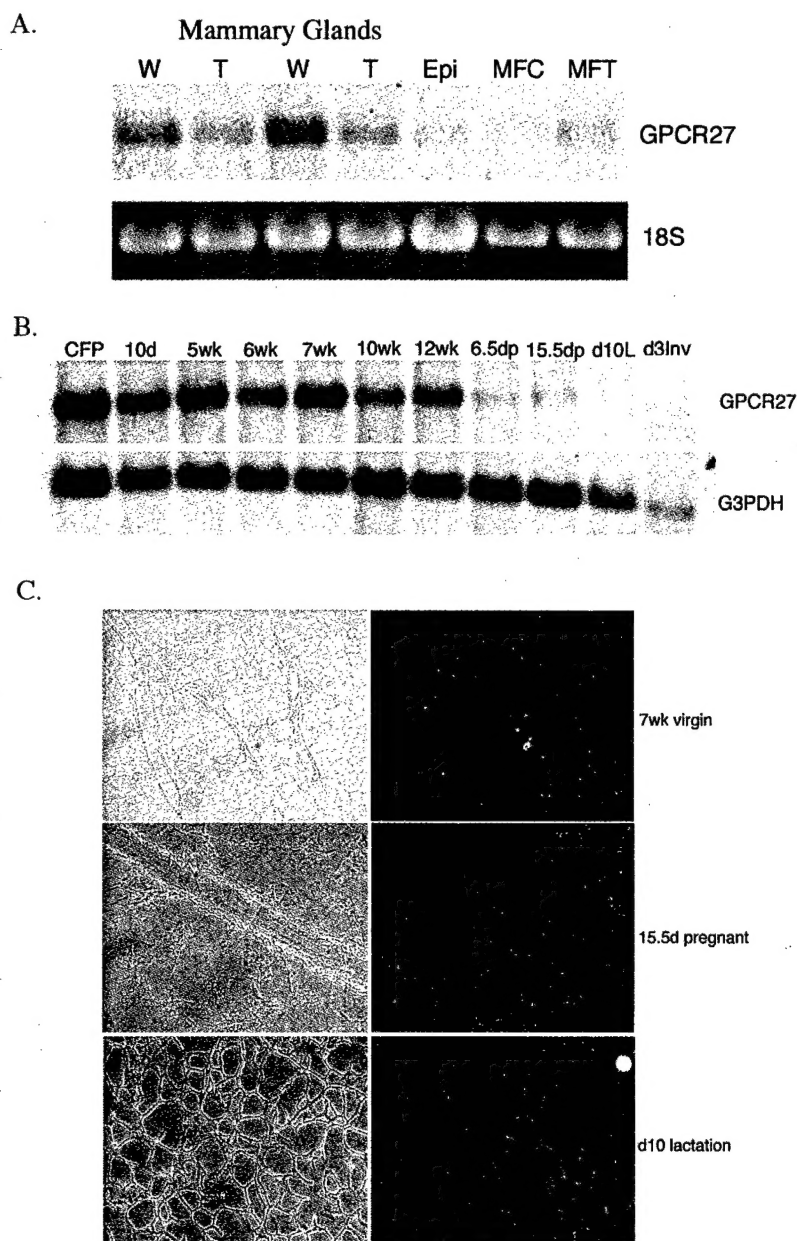 A.
Mammary Glands
W T W T Epi MFC MFT
GPCR27
18S
B.
CFP 10d 5wk 6wk 7wk 10wk 12wk 6.5dp 15.5dp d10L d3Inv
GPCR27
G3PDH
C.
7wk virgin
15.5d pregnant
d10 lactation